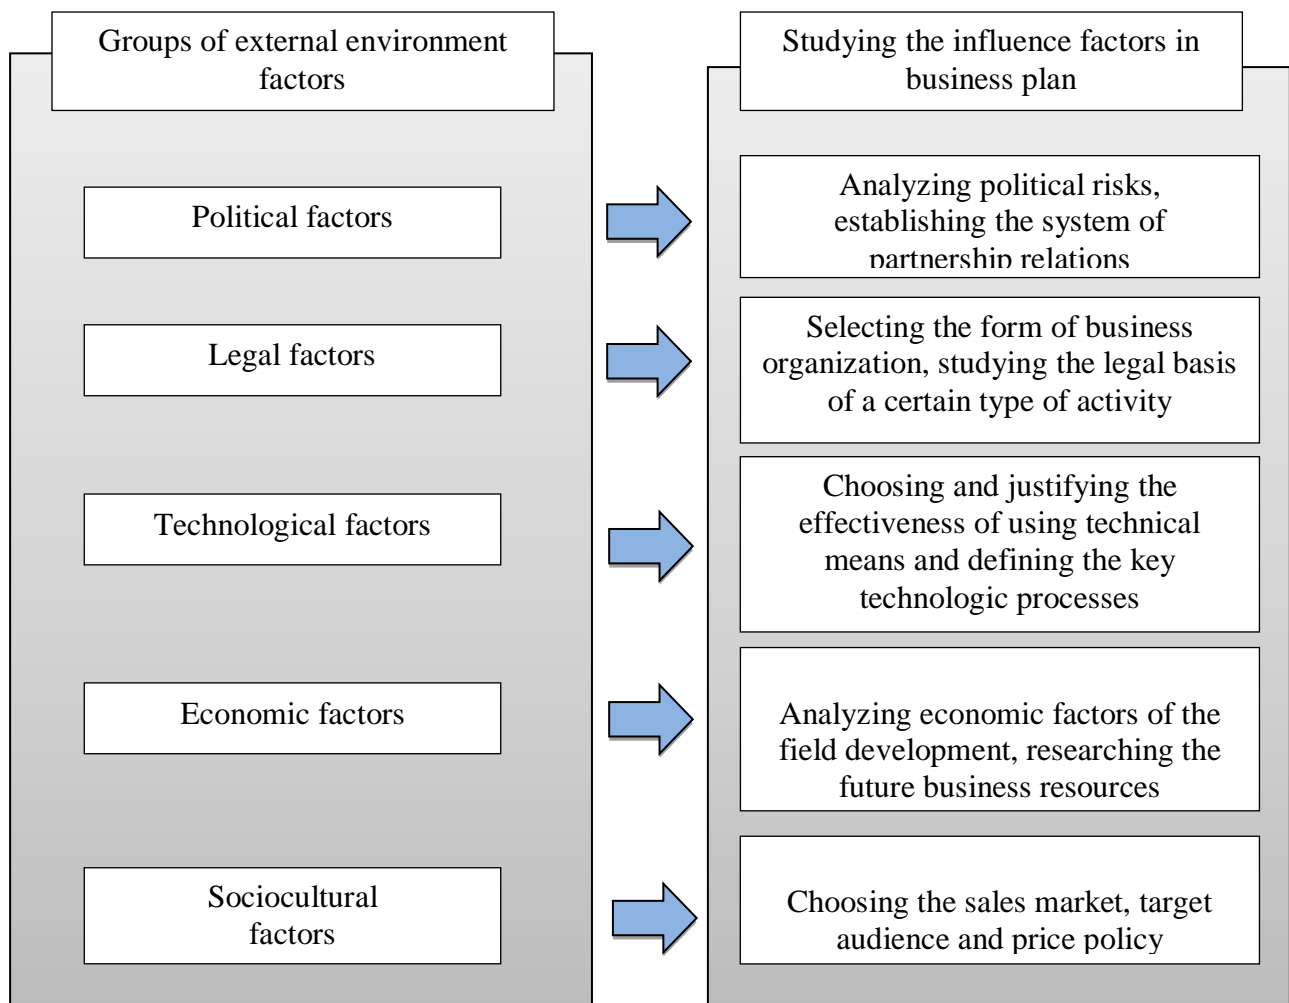 Groups of external environment
factors
Studying the influence factors in
business plan
Political factors
Analyzing political risks,
establishing the system of
partnership relations
Legal factors
Selecting the form of business
organization, studying the legal basis
of a certain type of activity
Technological factors
Choosing and justifying the
effectiveness of using technical
means and defining the key
technologic processes
Economic factors
Analyzing economic factors of the
field development, researching the
future business resources
Sociocultural
factors
Choosing the sales market, target
audience and price policy